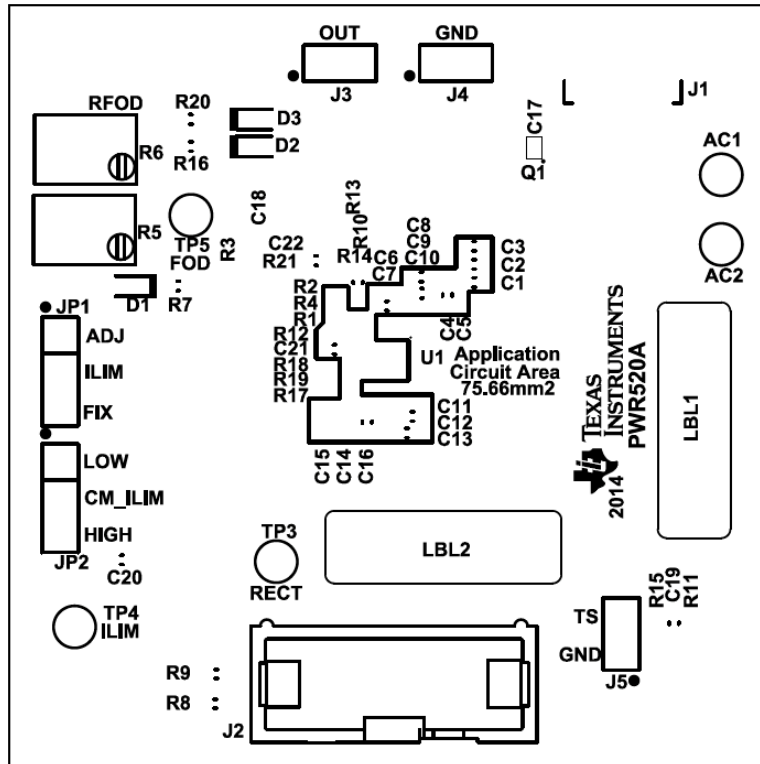 OUT
GND
J3
J4
J1
RFOD
R20
D3
D2
R6
R16
C17
Q1
AC1
AC2
R5
TP5
FOD
R3
C18
R13
R10
C22
R21
R14
C6
C7
C8
C9
C10
C3
C2
C1
C4
C5
D1
R7
JP1
ADJ
ILIM
FIX
R2
R4
R1
R12
C21
R18
R19
R17
U1
Application
Circuit Area
75.66mm2
C11
C12
C13
C15
C14
C16
TEXAS
INSTRUMENTS
PWR520A
2014
LBL1
LOW
CM_ILIM
HIGH
JP2
C20
TP3
RECT
LBL2
TP4
ILIM
R9
R8
J2
R15
C19
R11
TS
GND
J5